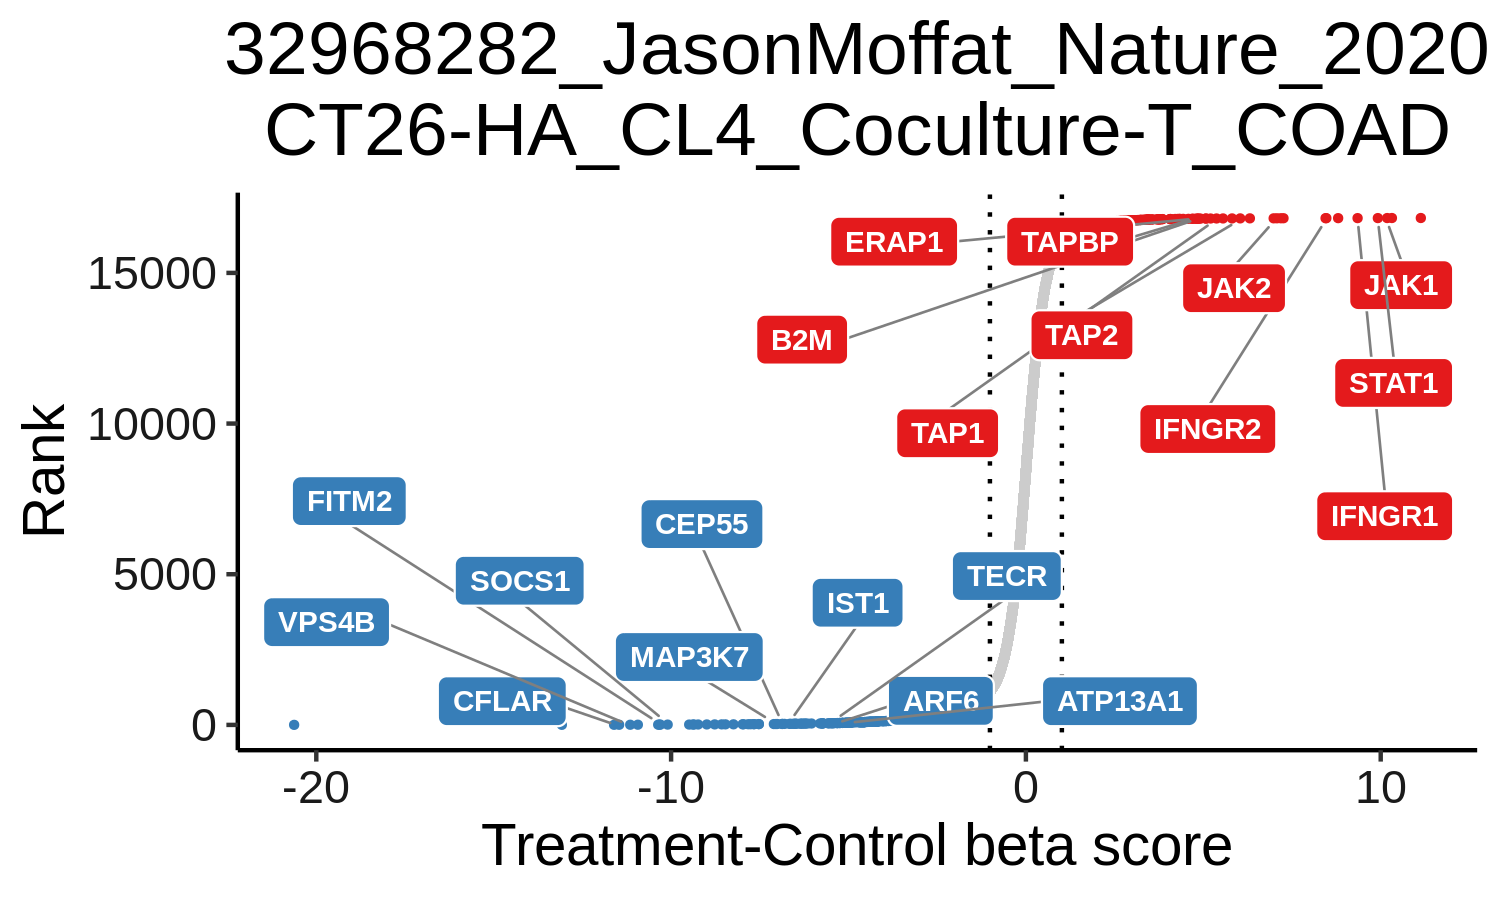 32968282_JasonMoffat_Nature_2020
CT26-HA_CL4_Coculture-T_COAD
Rank
15000
10000
5000
0
ERAP1
TAPBP
JAK2
JAK1
B2M
TAP2
STAT1
TAP1
IFNGR2
IFNGR1
FITM2
CEP55
SOCS1
TECR
VPS4B
IST1
MAP3K7
CFLAR
ARF6
ATP13A1
-20
-10
0
10
Treatment-Control beta score